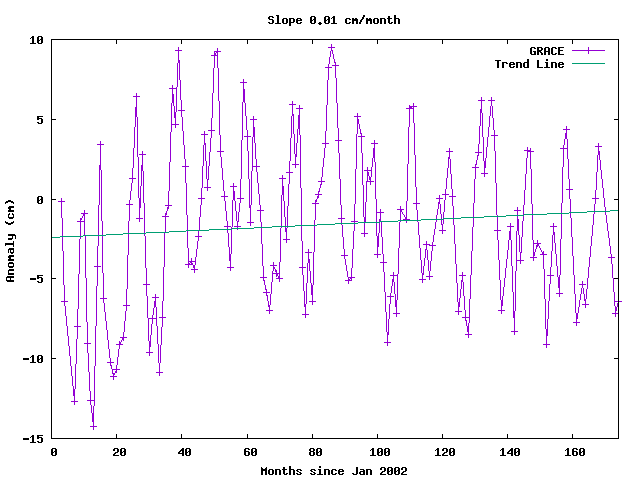 Slope 0.01 cm/month
GRACE
Trend Line
10
5
0
-5
-10
-15
Anomaly (cm)
0 20 40 60 80 100 120 140 160
Months since Jan 2002